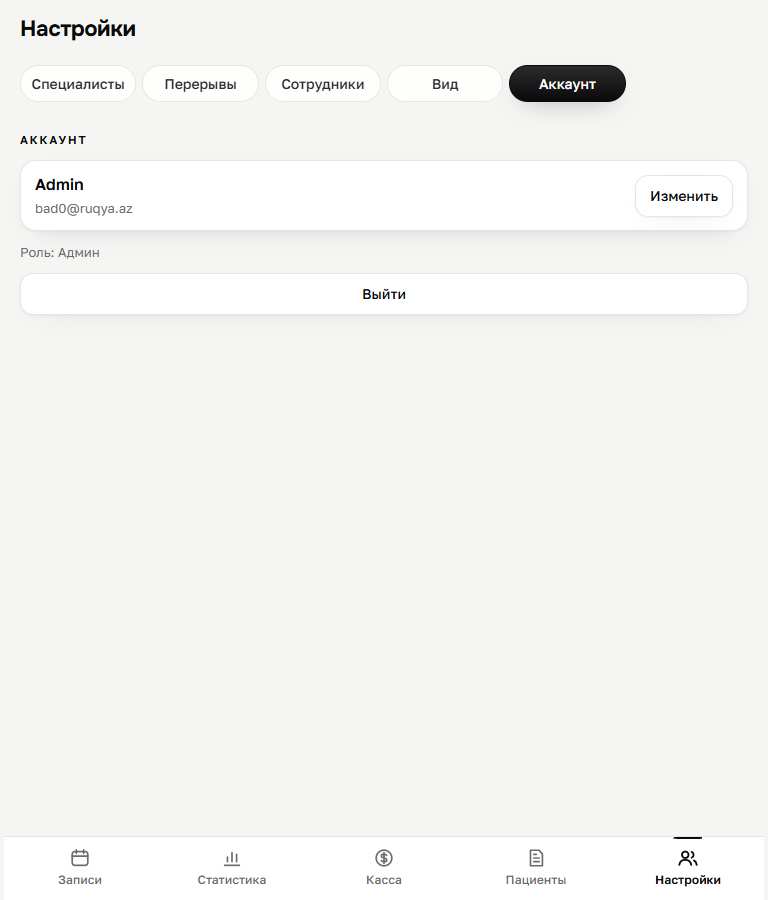 Настройки
Специалисты Перерывы Сотрудники Вид Аккаунт
АККАУНТ
Admin
bad0@ruqya.az
Изменить
Роль: Админ
Выйти
Записи Статистика Касса Пациенты Настройки